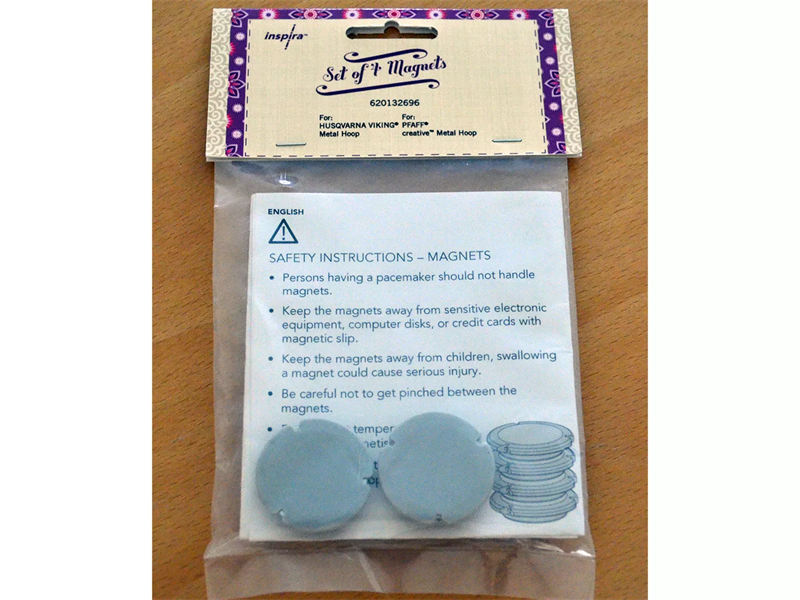 inspira™
Set of 4 Magnets
620132696
For:
HUSQVARNA VIKING®
Metal Hoop
For:
PFAFF®
creative™ Metal Hoop
ENGLISH
SAFETY INSTRUCTIONS – MAGNETS
• Persons having a pacemaker should not handle
magnets.
• Keep the magnets away from sensitive electronic
equipment, computer disks, or credit cards with
magnetic slip.
• Keep the magnets away from children, swallowing
a magnet could cause serious injury.
• Be careful not to get pinched between the
magnets.